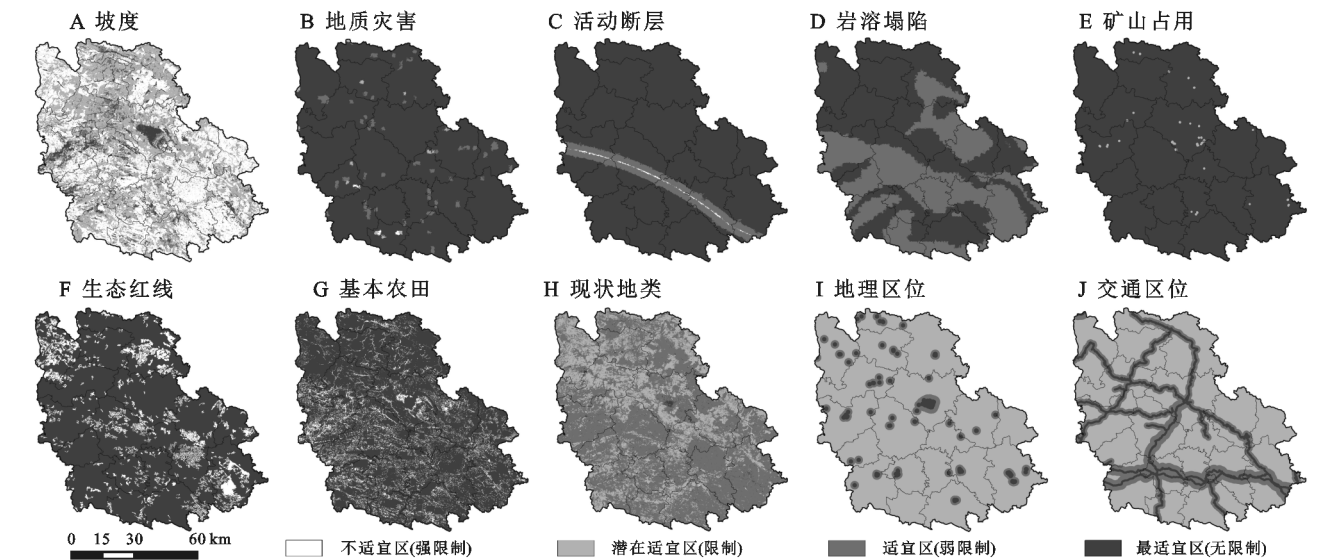 A 坡度
B 地质灾害
C 活动断层
D 岩溶塌陷
E 矿山占用
F 生态红线
G 基本农田
H 现状地类
I 地理区位
J 交通区位
0 15 30 60 km
不适宜区(强限制)
潜在适宜区(限制)
适宜区(弱限制)
最适宜区(无限制)